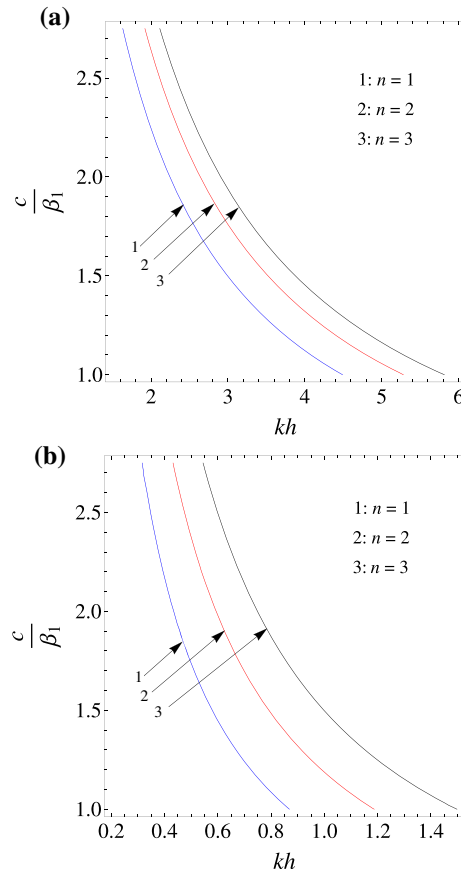 (a)
2.5
2.0
1.5
1.0
c
β1
1: n = 1
2: n = 2
3: n = 3
1
2
3
2 3 4 5 6
kh
(b)
2.5
2.0
1.5
1.0
c
β1
1: n = 1
2: n = 2
3: n = 3
1
2
3
0.2 0.4 0.6 0.8 1.0 1.2 1.4
kh